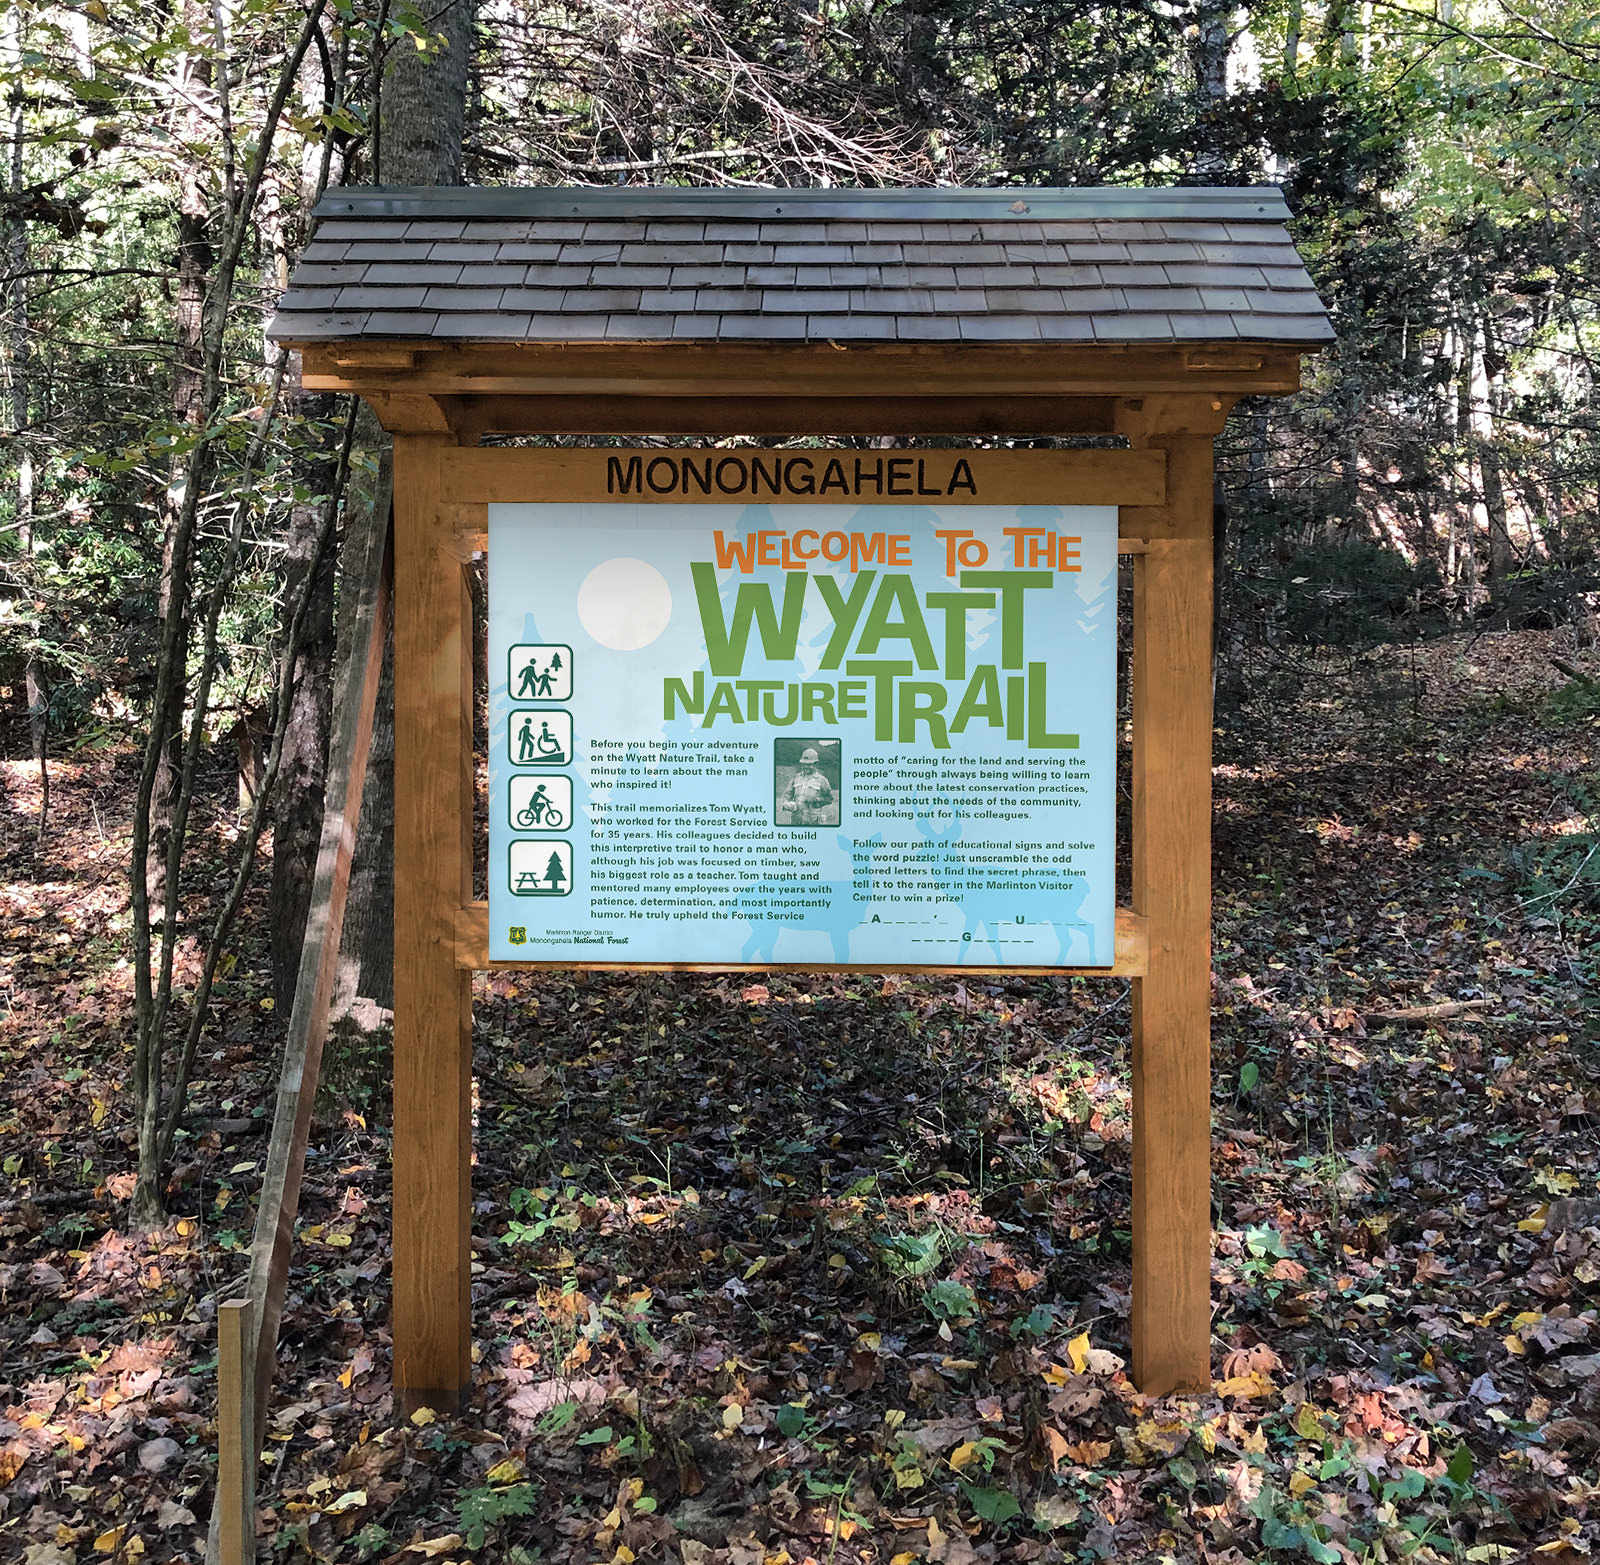 MONONGAHELA
WELCOME TO THE
WYATT
NATURE TRAIL
Before you begin your adventure
on the Wyatt Nature Trail, take a
minute to learn about the man
who inspired it!
This trail memorializes Tom Wyatt,
who worked for the Forest Service
for 35 years. His colleagues decided to build
this interpretive trail to honor a man who,
although his job was focused on timber, saw
his biggest role as a teacher. Tom taught and
mentored many employees over the years with
patience, determination, and most importantly
humor. He truly upheld the Forest Service
motto of “caring for the land and serving the
people” through always being willing to learn
more about the latest conservation practices,
thinking about the needs of the community,
and looking out for his colleagues.
Follow our path of educational signs and solve
the word puzzle! Just unscramble the odd
colored letters to find the secret phrase, then
tell it to the ranger in the Marlinton Visitor
Center to win a prize!
_A____’_ _____U_____
____G_____
Marlinton Ranger District
Monongahela National Forest